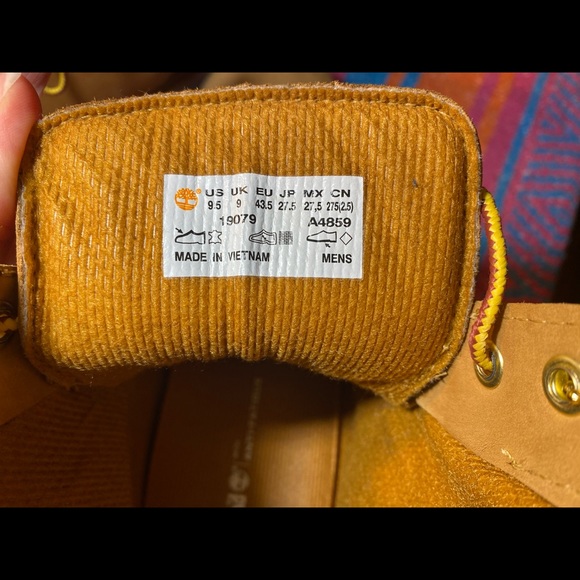 US UK EU JP MX CN
9.5 9 43.5 27.5 27.5 275(2.5)
19079 A4859
MADE IN VIETNAM MENS